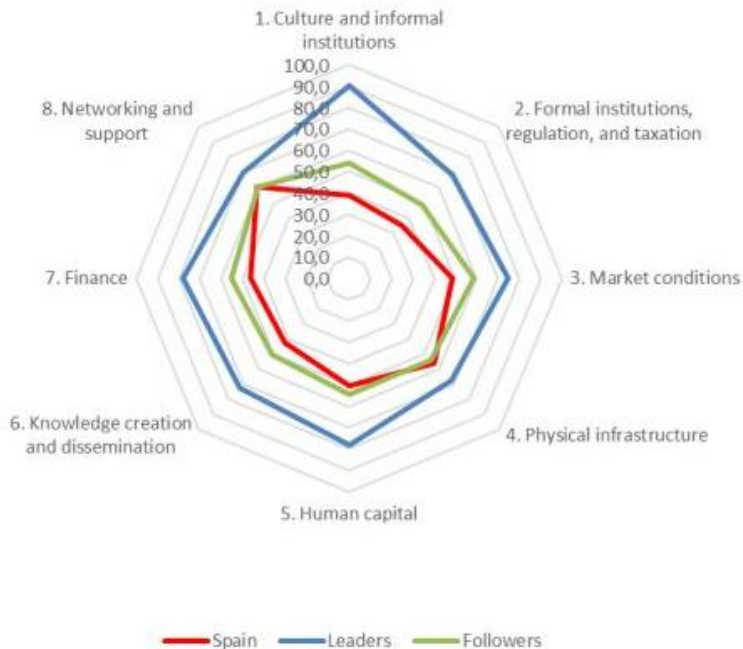 1. Culture and informal
institutions
100,0
90,0
80,0
70,0
60,0
50,0
40,0
30,0
20,0
10,0
0,0
2. Formal institutions,
regulation, and taxation
3. Market conditions
4. Physical infrastructure
5. Human capital
6. Knowledge creation
and dissemination
7. Finance
8. Networking and
support
Spain
Leaders
Followers